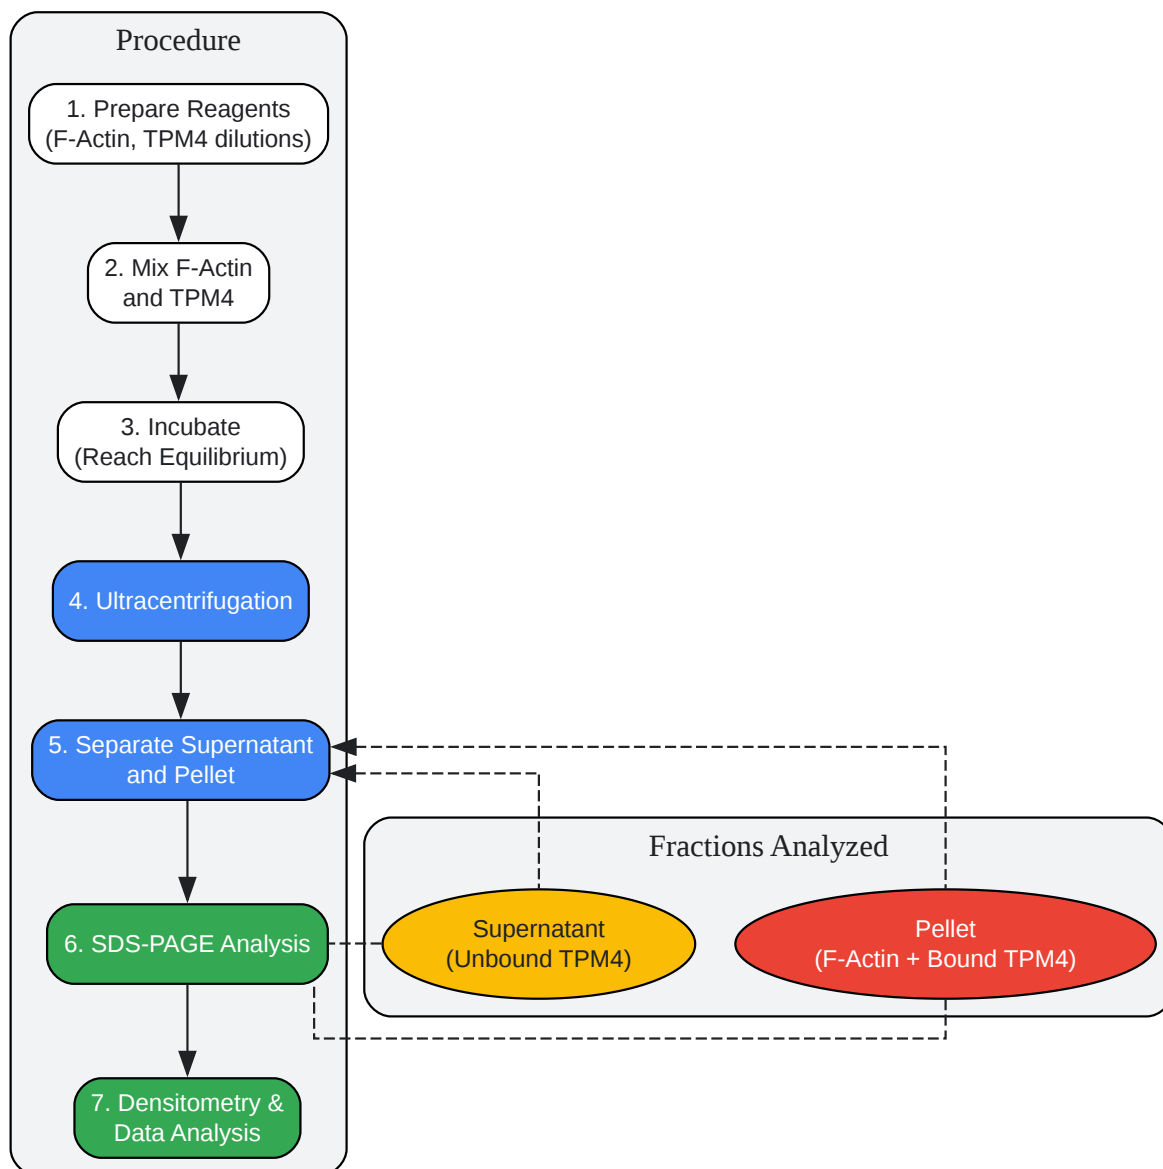 Procedure
1. Prepare Reagents
(F-Actin, TPM4 dilutions)
2. Mix F-Actin
and TPM4
3. Incubate
(Reach Equilibrium)
4. Ultracentrifugation
5. Separate Supernatant
and Pellet
Fractions Analyzed
Supernatant
(Unbound TPM4)
Pellet
(F-Actin + Bound TPM4)
6. SDS-PAGE Analysis
7. Densitometry &
Data Analysis